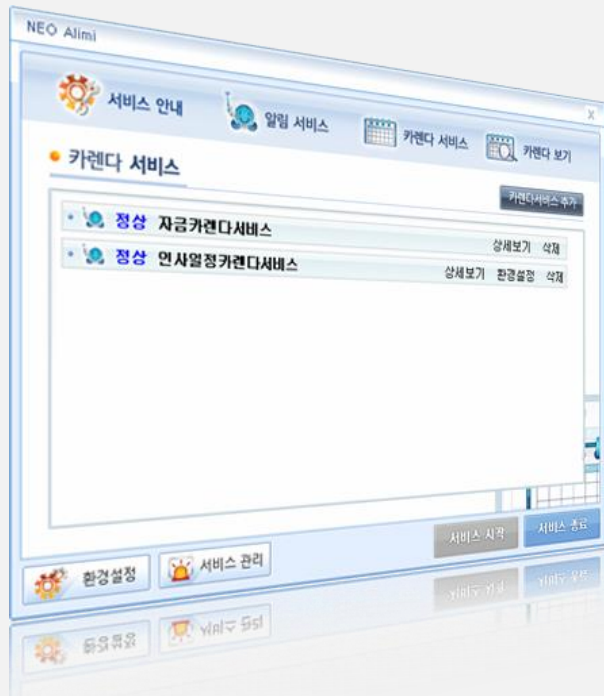 NEO Alimi
X
서비스 안내
알림 서비스
카렌다 서비스
카렌다 보기
카렌다 서비스
카렌다서비스 추가
정상 자금카렌다서비스
상세보기 삭제
정상 인사일정카렌다서비스
상세보기 환경설정 삭제
서비스 시작
서비스 종료
환경설정
서비스 관리